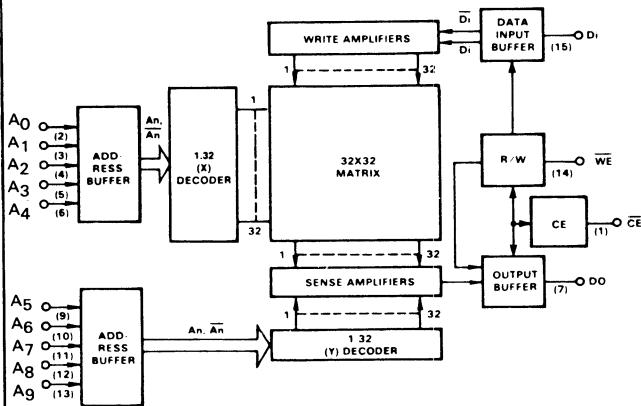 WRITE AMPLIFIERS
D̅i̅
Di
DATA
INPUT
BUFFER
(15)
Di
1
32
A0
(2)
A1
(3)
A2
(4)
A3
(5)
A4
(6)
ADD-
RESS
BUFFER
An,
A̅n̅
1.32
(X)
DECODER
1
32
32X32
MATRIX
R/W
(14)
W̅E̅
CE
(1)
C̅E̅
1
32
SENSE AMPLIFIERS
OUTPUT
BUFFER
(7)
DO
1
32
1 32
(Y) DECODER
A5
(9)
A6
(10)
A7
(11)
A8
(12)
A9
(13)
ADD-
RESS
BUFFER
An, A̅n̅